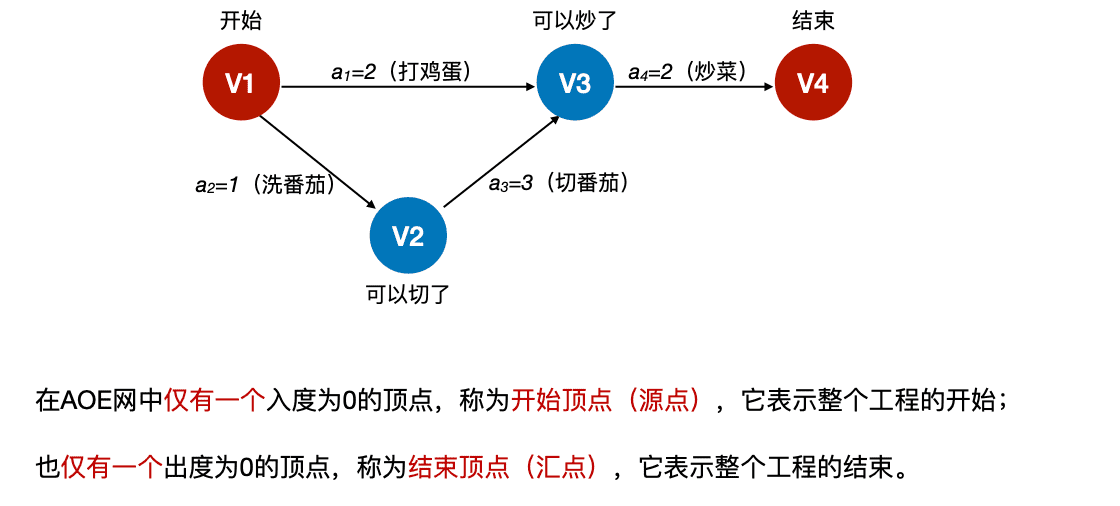 开始
可以炒了
结束
V1
a1=2（打鸡蛋）
V3
a4=2（炒菜）
V4
a2=1（洗番茄）
a3=3（切番茄）
V2
可以切了
在AOE网中仅有一个入度为0的顶点，称为开始顶点（源点），它表示整个工程的开始；
也仅有一个出度为0的顶点，称为结束顶点（汇点），它表示整个工程的结束。